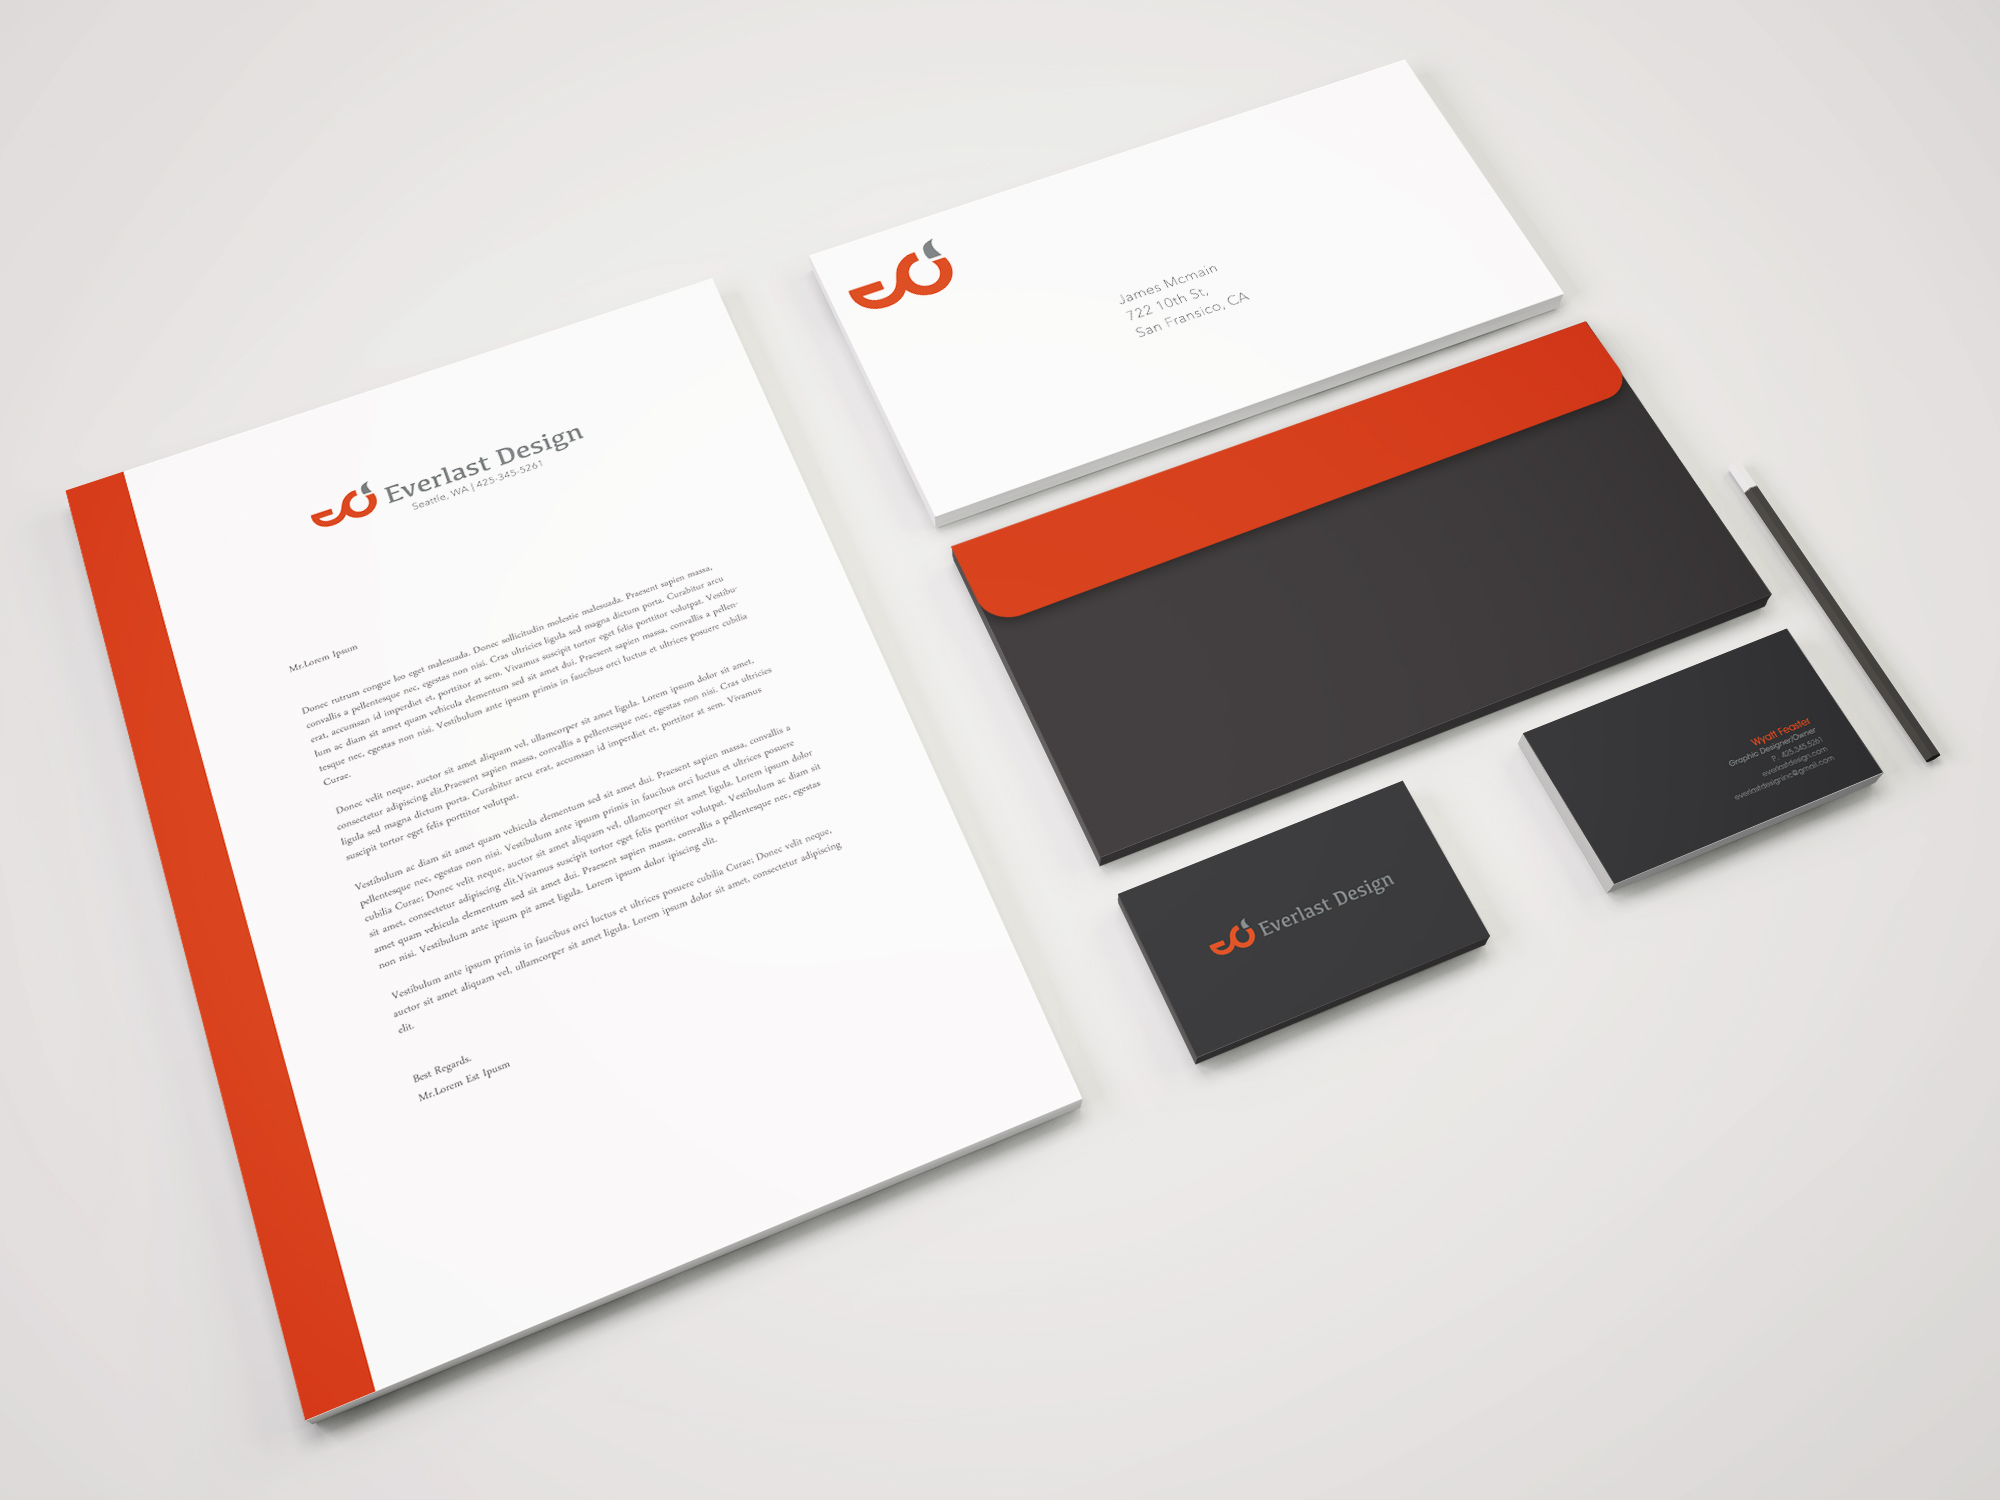 Everlast Design
Seattle, WA | 425-345-5261
Mr.Lorem Ipsum
Donec rutrum congue leo eget malesuada. Donec sollicitudin molestie malesuada. Praesent sapien massa,
convallis a pellentesque nec, egestas non nisi. Cras ultricies ligula sed magna dictum porta. Curabitur arcu
erat, accumsan id imperdiet et, porttitor at sem. Vivamus suscipit tortor eget felis porttitor volutpat. Vestibu-
lum ac diam sit amet quam vehicula elementum sed sit amet dui. Praesent sapien massa, convallis a pellen-
tesque nec, egestas non nisi. Vestibulum ante ipsum primis in faucibus orci luctus et ultrices posuere cubilia
Curae.
Donec velit neque, auctor sit amet aliquam vel, ullamcorper sit amet ligula. Lorem ipsum dolor sit amet,
consectetur adipiscing elit.Praesent sapien massa, convallis a pellentesque nec, egestas non nisi. Cras ultricies
ligula sed magna dictum porta. Curabitur arcu erat, accumsan id imperdiet et, porttitor at sem. Vivamus
suscipit tortor eget felis porttitor volutpat.
Vestibulum ac diam sit amet quam vehicula elementum sed sit amet dui. Praesent sapien massa, convallis a
pellentesque nec, egestas non nisi. Vestibulum ante ipsum primis in faucibus orci luctus et ultrices posuere
cubilia Curae; Donec velit neque, auctor sit amet aliquam vel, ullamcorper sit amet ligula. Lorem ipsum dolor
sit amet, consectetur adipiscing elit.Vivamus suscipit tortor eget felis porttitor volutpat. Vestibulum ac diam sit
amet quam vehicula elementum sed sit amet dui. Praesent sapien massa, convallis a pellentesque nec, egestas
non nisi. Vestibulum ante ipsum pit amet ligula. Lorem ipsum dolor ipiscing elit.
Vestibulum ante ipsum primis in faucibus orci luctus et ultrices posuere cubilia Curae; Donec velit neque,
auctor sit amet aliquam vel, ullamcorper sit amet ligula. Lorem ipsum dolor sit amet, consectetur adipiscing
elit.
Best Regards.
Mr.Lorem Est Ipusm
James Mcmain
722 10th St,
San Fransico, CA
Everlast Design
Wyatt Feaster
Graphic Designer/Owner
P. 425.345.5261
everlastdesign.com
everlastdesigninc@gmail.com